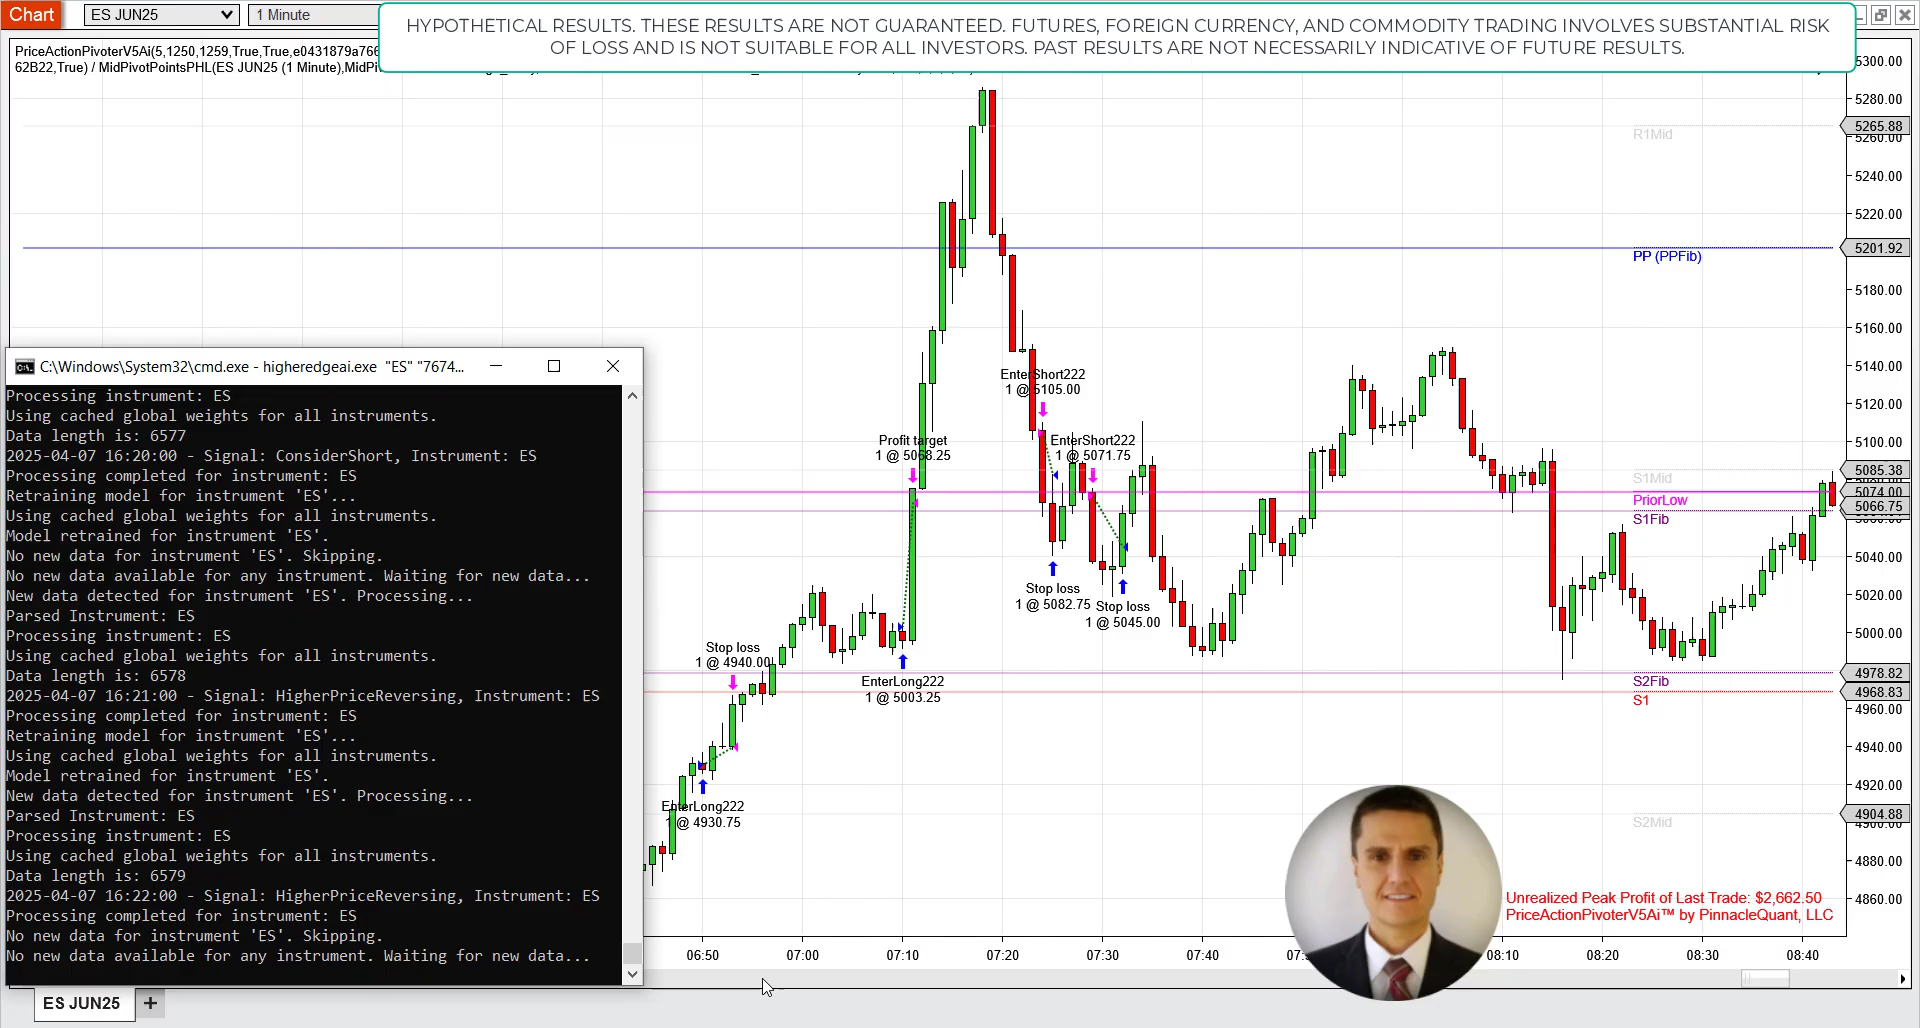 Chart
ES JUN25
1 Minute
HYPOTHETICAL RESULTS. THESE RESULTS ARE NOT GUARANTEED. FUTURES, FOREIGN CURRENCY, AND COMMODITY TRADING INVOLVES SUBSTANTIAL RISK
OF LOSS AND IS NOT SUITABLE FOR ALL INVESTORS. PAST RESULTS ARE NOT NECESSARILY INDICATIVE OF FUTURE RESULTS.
PriceActionPivoterV5Ai(5,1250,1259,True,True,e0431879a766
62B22,True) / MidPivotPointsPHL(ES JUN25 (1 Minute),MidPiv
5300.00
5280.00
5265.88
R1Mid
5260.00
5240.00
5220.00
5201.92
PP (PPFib)
5180.00
5160.00
5140.00
5120.00
5100.00
5085.38
S1Mid
5074.00
PriorLow
5066.75
S1Fib
5060.00
5040.00
5020.00
5000.00
4978.82
S2Fib
4968.83
S1
4960.00
4940.00
4920.00
4904.88
S2Mid
4900.00
4880.00
4860.00
EnterShort222
1 @ 5105.00
Profit target
1 @ 5068.25
EnterShort222
1 @ 5071.75
Stop loss
1 @ 5082.75
Stop loss
1 @ 5045.00
Stop loss
1 @ 4940.00
EnterLong222
1 @ 5003.25
EnterLong222
1 @ 4930.75
C:\Windows\System32\cmd.exe - higheredgeai.exe "ES" "7674...
Processing instrument: ES
Using cached global weights for all instruments.
Data length is: 6577
2025-04-07 16:20:00 - Signal: ConsiderShort, Instrument: ES
Processing completed for instrument: ES
Retraining model for instrument 'ES'...
Using cached global weights for all instruments.
Model retrained for instrument 'ES'.
No new data for instrument 'ES'. Skipping.
No new data available for any instrument. Waiting for new data...
New data detected for instrument 'ES'. Processing...
Parsed Instrument: ES
Processing instrument: ES
Using cached global weights for all instruments.
Data length is: 6578
2025-04-07 16:21:00 - Signal: HigherPriceReversing, Instrument: ES
Processing completed for instrument: ES
Retraining model for instrument 'ES'...
Using cached global weights for all instruments.
Model retrained for instrument 'ES'.
New data detected for instrument 'ES'. Processing...
Parsed Instrument: ES
Processing instrument: ES
Using cached global weights for all instruments.
Data length is: 6579
2025-04-07 16:22:00 - Signal: HigherPriceReversing, Instrument: ES
Processing completed for instrument: ES
No new data for instrument 'ES'. Skipping.
No new data available for any instrument. Waiting for new data...
Unrealized Peak Profit of Last Trade: $2,662.50
PriceActionPivoterV5Ai™ by PinnacleQuant, LLC
06:50
07:00
07:10
07:20
07:30
07:40
08:10
08:20
08:30
08:40
ES JUN25
+